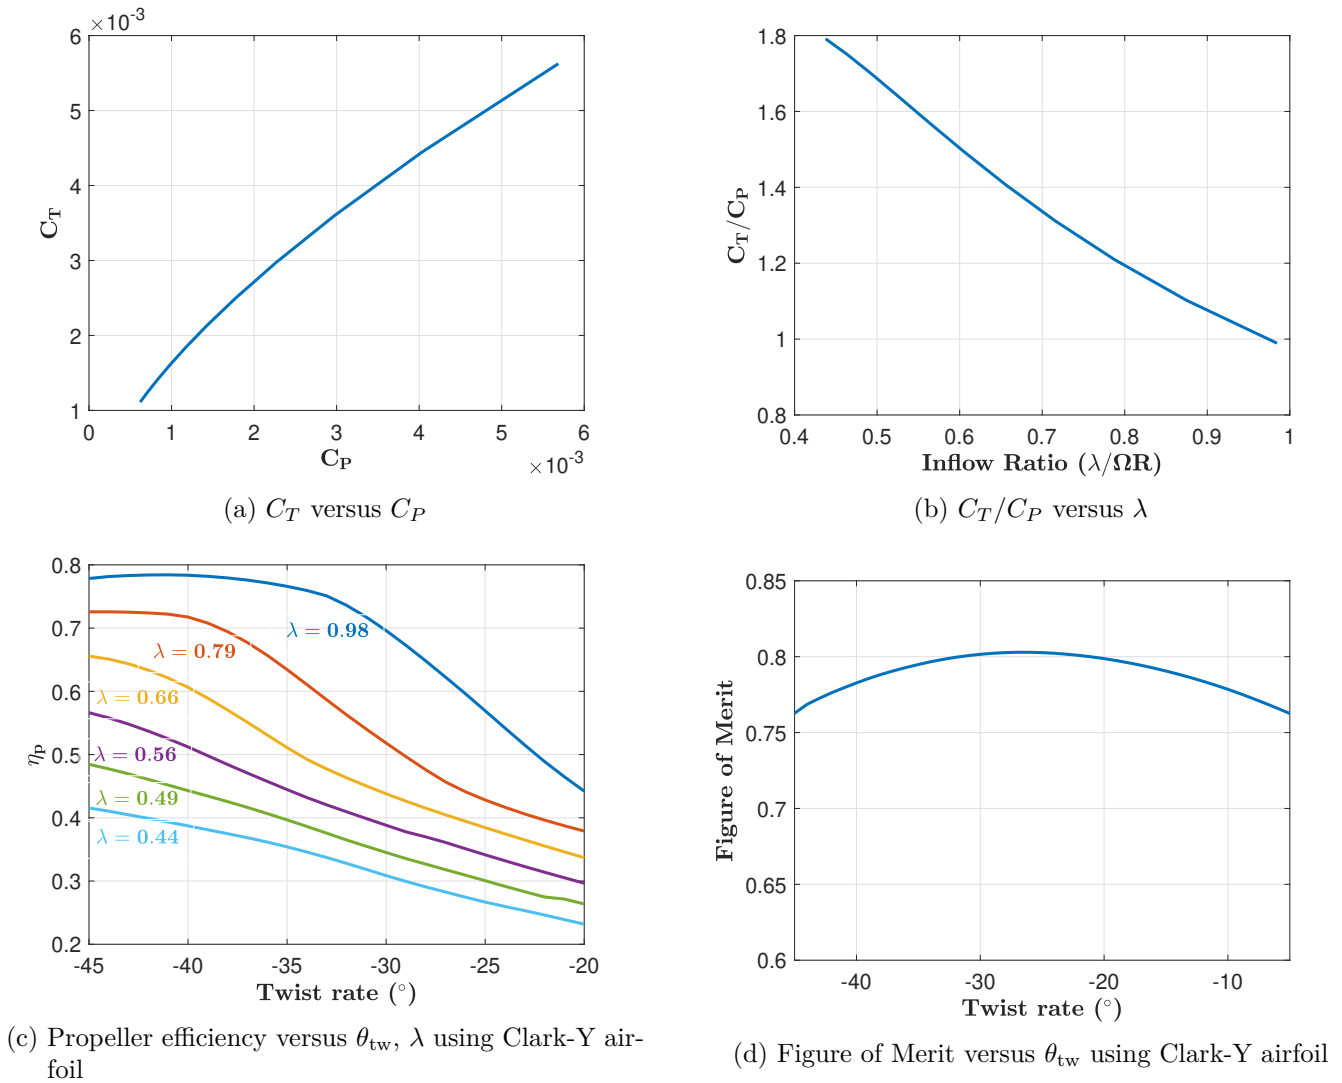 ×10⁻³
6
5
4
3
2
1
C_T
0 1 2 3 4 5 6
C_P
×10⁻³
(a) C_T versus C_P
1.8
1.6
1.4
1.2
1
0.8
C_T/C_P
0.4 0.5 0.6 0.7 0.8 0.9 1
Inflow Ratio (λ/ΩR)
(b) C_T/C_P versus λ
0.8
0.7
0.6
0.5
0.4
0.3
0.2
η_p
λ = 0.98
λ = 0.79
λ = 0.66
λ = 0.56
λ = 0.49
λ = 0.44
-45 -40 -35 -30 -25 -20
Twist rate (°)
(c) Propeller efficiency versus θ_tw, λ using Clark-Y air-
foil
0.85
0.8
0.75
0.7
0.65
0.6
Figure of Merit
-40 -30 -20 -10
Twist rate (°)
(d) Figure of Merit versus θ_tw using Clark-Y airfoil